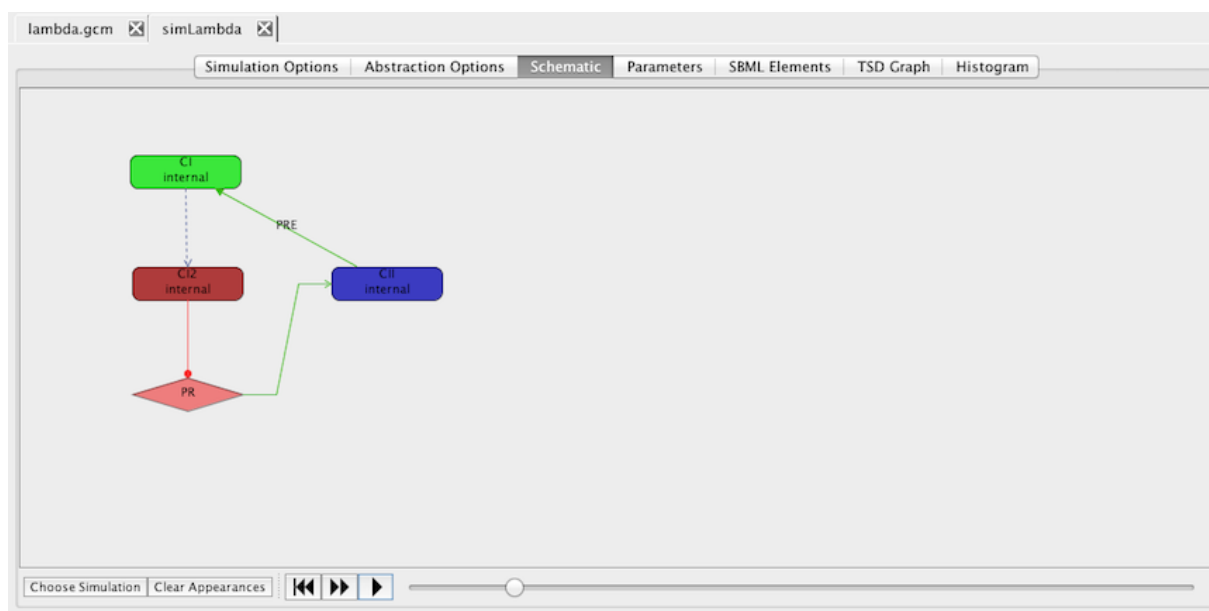 lambda.gcm simLambda
Simulation Options Abstraction Options Schematic Parameters SBML Elements TSD Graph Histogram
CI
internal
PRE
CI2
internal
CII
internal
PR
Choose Simulation Clear Appearances